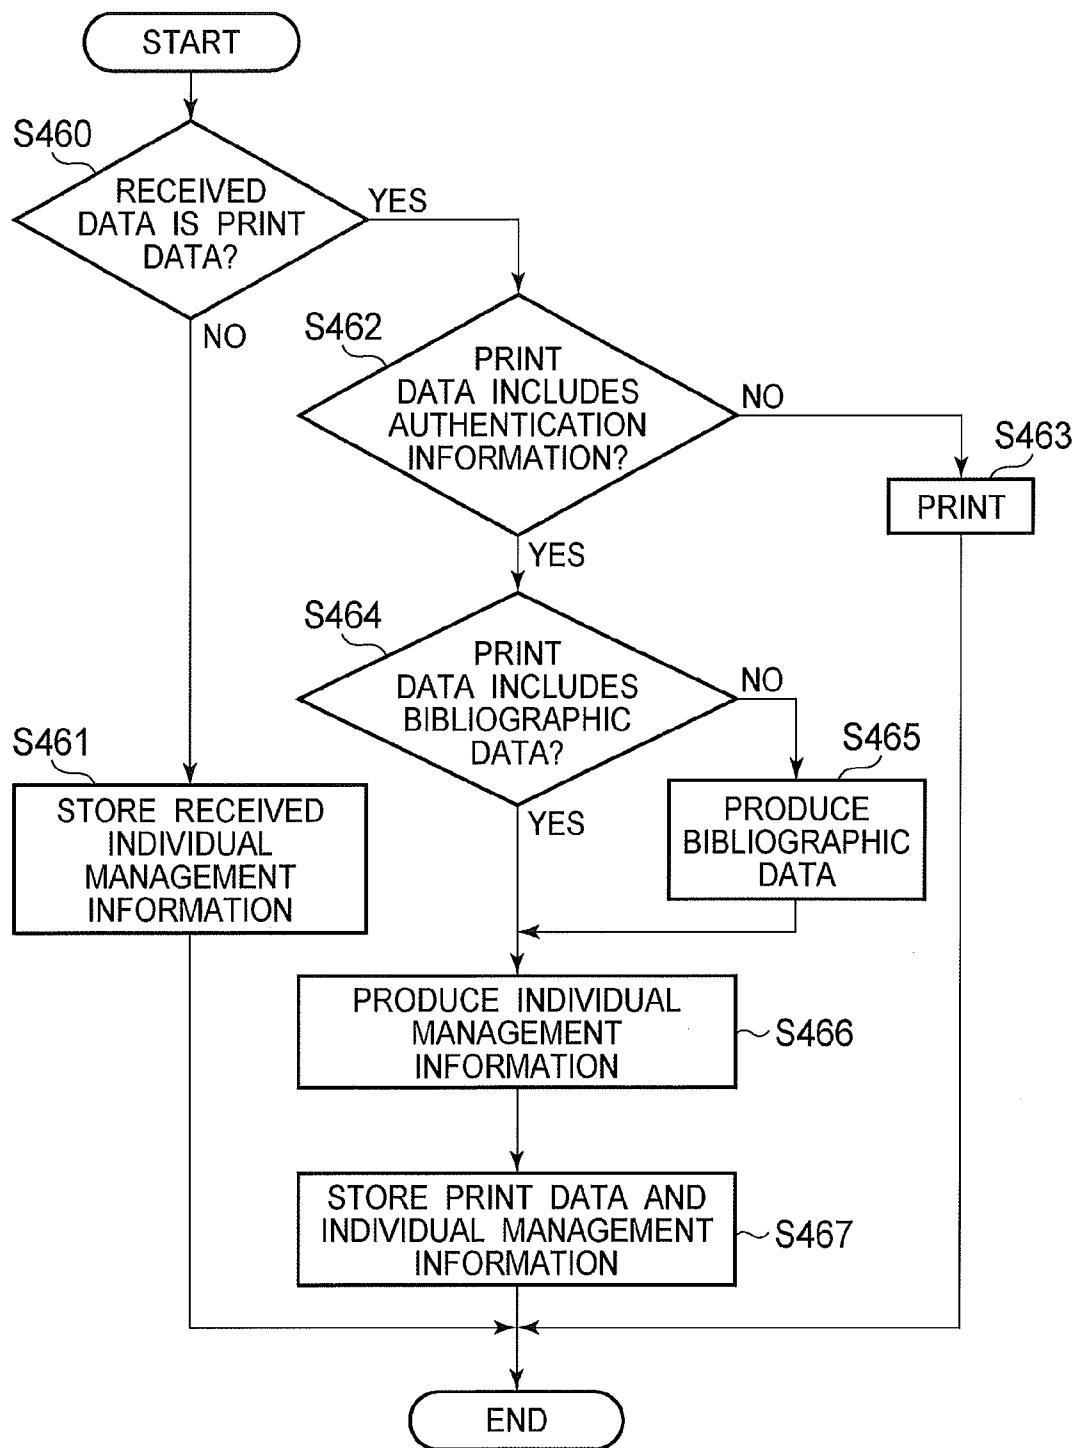 START
S460
RECEIVED
DATA IS PRINT
DATA?
YES
NO
S462
PRINT
DATA INCLUDES
AUTHENTICATION
INFORMATION?
NO
S463
PRINT
YES
S464
PRINT
DATA INCLUDES
BIBLIOGRAPHIC
DATA?
NO
S465
PRODUCE
BIBLIOGRAPHIC
DATA
YES
S461
STORE RECEIVED
INDIVIDUAL
MANAGEMENT
INFORMATION
PRODUCE INDIVIDUAL
MANAGEMENT
INFORMATION
S466
STORE PRINT DATA AND
INDIVIDUAL MANAGEMENT
INFORMATION
S467
END